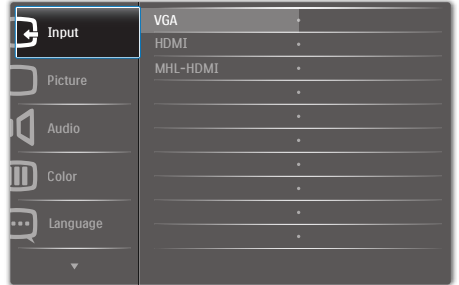 Input
Picture
Audio
Color
Language
VGA
HDMI
MHL-HDMI